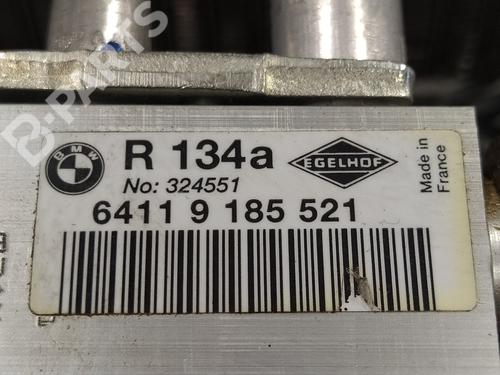 B-PARTS
BMW
R 134a
EGELHOF
Made in
France
No: 324551
6411 9 185 521